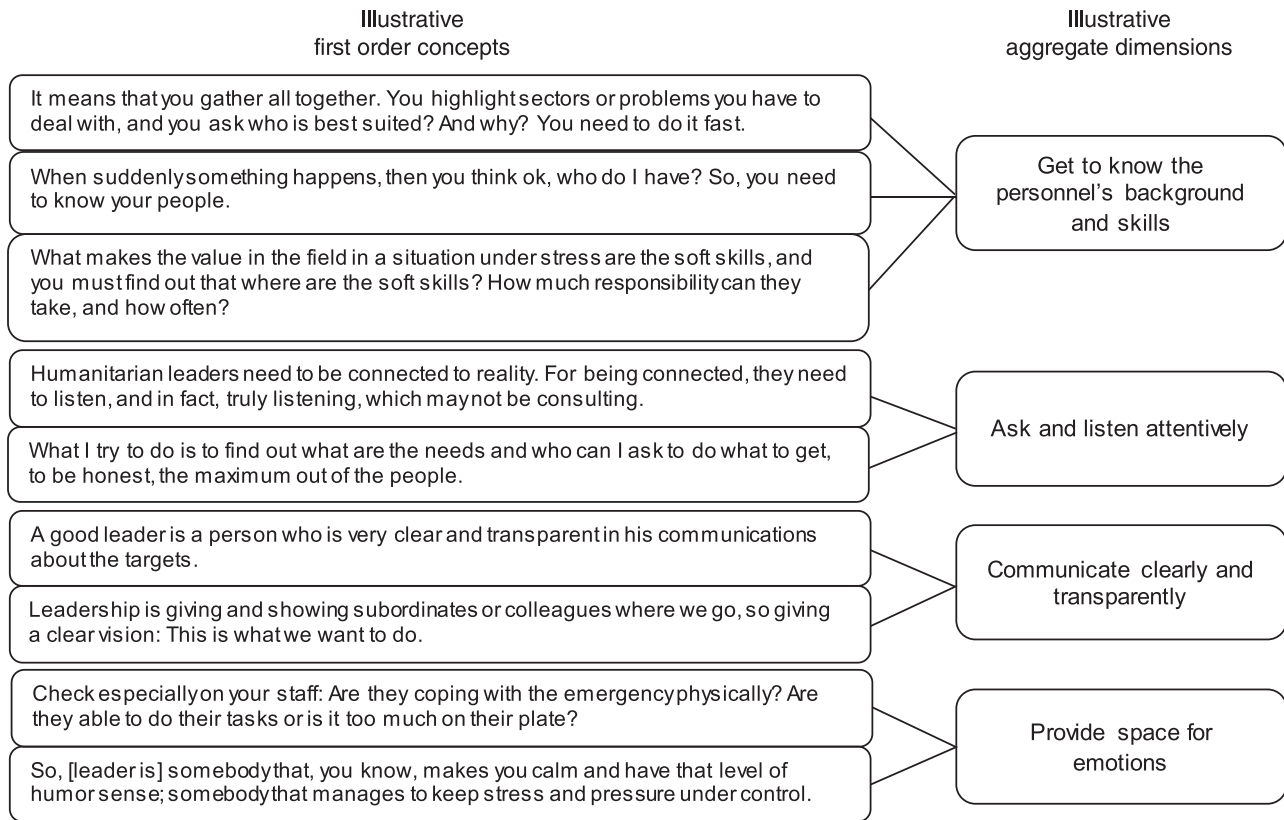 Illustrative
first order concepts
Illustrative
aggregate dimensions
It means that you gather all together. You highlight sectors or problems you have to
deal with, and you ask who is best suited? And why? You need to do it fast.
When suddenly something happens, then you think ok, who do I have? So, you need
to know your people.
What makes the value in the field in a situation under stress are the soft skills, and
you must find out that where are the soft skills? How much responsibility can they
take, and how often?
Get to know the
personnel's background
and skills
Humanitarian leaders need to be connected to reality. For being connected, they need
to listen, and in fact, truly listening, which may not be consulting.
What I try to do is to find out what are the needs and who can I ask to do what to get,
to be honest, the maximum out of the people.
Ask and listen attentively
A good leader is a person who is very clear and transparent in his communications
about the targets.
Leadership is giving and showing subordinates or colleagues where we go, so giving
a clear vision: This is what we want to do.
Communicate clearly and
transparently
Check especially on your staff: Are they coping with the emergency physically? Are
they able to do their tasks or is it too much on their plate?
So, [leader is] somebody that, you know, makes you calm and have that level of
humor sense; somebody that manages to keep stress and pressure under control.
Provide space for
emotions